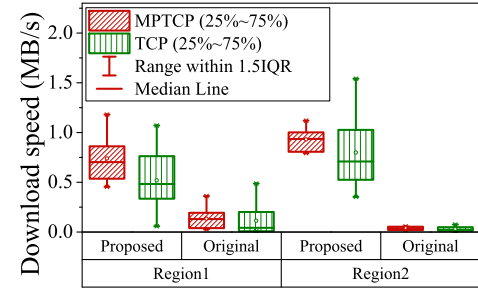 MPTCP (25%~75%)
TCP (25%~75%)
Range within 1.5IQR
Median Line
Download speed (MB/s)
2.0
1.5
1.0
0.5
0.0
Proposed Original Proposed Original
Region1 Region2